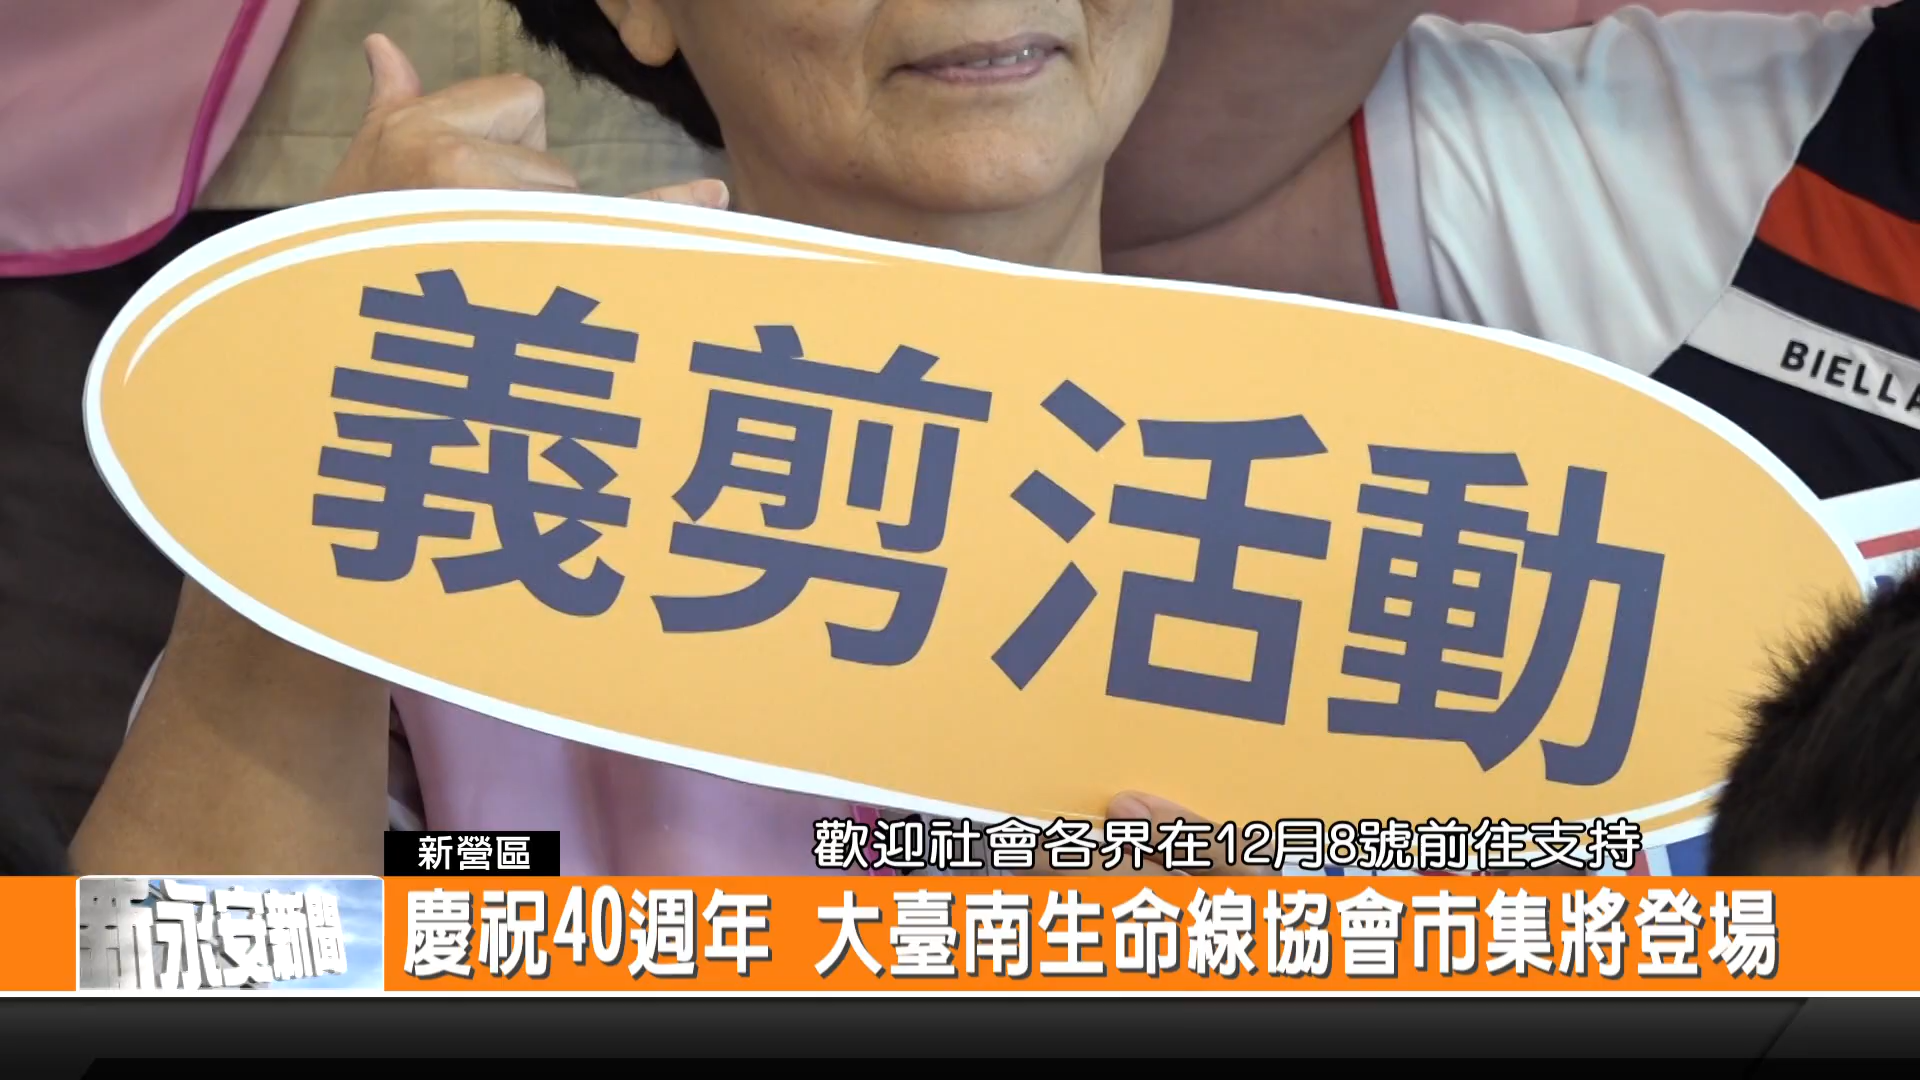 義剪活動
BIELLA
歡迎社會各界在12月8號前往支持
新營區
新永安新聞
慶祝40週年 大臺南生命線協會市集將登場